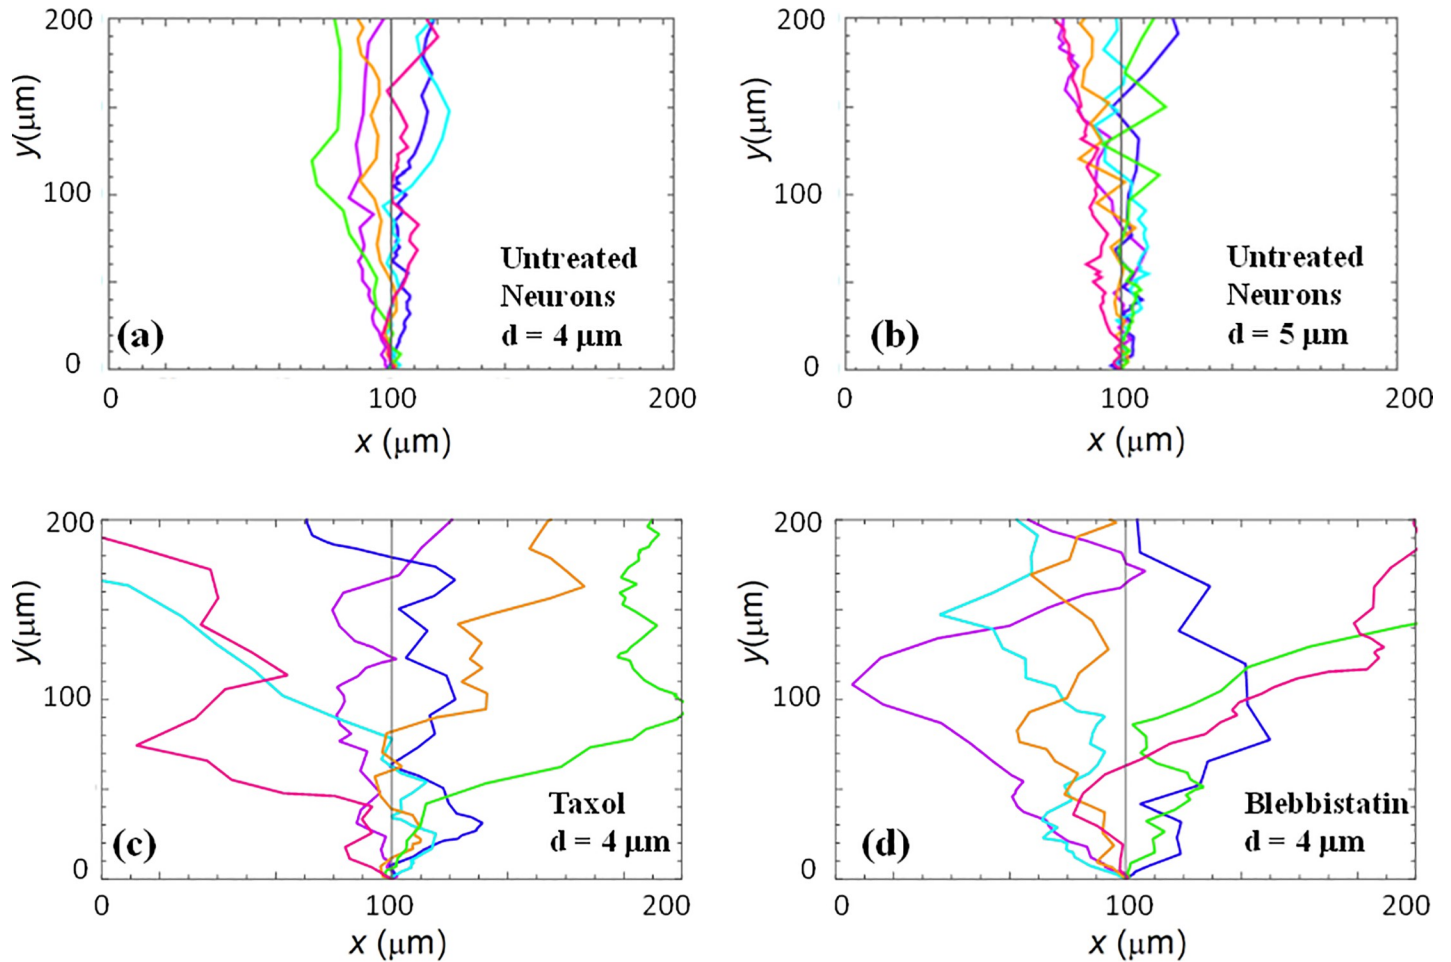 200
y(μm)
100
Untreated
Neurons
d = 4 μm
(a)
0
0
100
200
x (μm)
200
y(μm)
100
Untreated
Neurons
d = 5 μm
(b)
0
0
100
200
x (μm)
200
y(μm)
100
Taxol
d = 4 μm
(c)
0
0
100
200
x (μm)
200
y(μm)
100
Blebbistatin
d = 4 μm
(d)
0
0
100
200
x (μm)